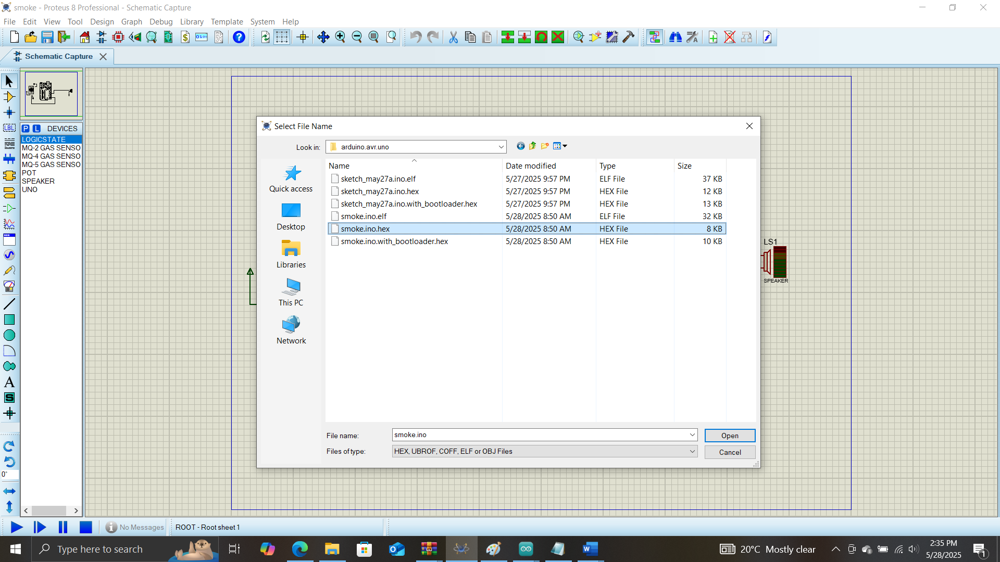 smoke - Proteus 8 Professional - Schematic Capture
File Edit View Tool Design Graph Debug Library Template System Help
Schematic Capture
P L DEVICES
LOGICSTATE
MQ-2 GAS SENSO
MQ-4 GAS SENSO
MQ-5 GAS SENSO
POT
SPEAKER
UNO
Select File Name
Look in: arduino.avr.uno
Name Date modified Type Size
sketch_may27a.ino.elf 5/27/2025 9:57 PM ELF File 37 KB
sketch_may27a.ino.hex 5/27/2025 9:57 PM HEX File 12 KB
sketch_may27a.ino.with_bootloader.hex 5/27/2025 9:57 PM HEX File 13 KB
smoke.ino.elf 5/28/2025 8:50 AM ELF File 32 KB
smoke.ino.hex 5/28/2025 8:50 AM HEX File 8 KB
smoke.ino.with_bootloader.hex 5/28/2025 8:50 AM HEX File 10 KB
Quick access
Desktop
Libraries
This PC
Network
File name: smoke.ino Open
Files of type: HEX, UBROF, COFF, ELF or OBJ Files Cancel
LS1
SPEAKER
LBL
A
S
0°
No Messages ROOT - Root sheet 1
Type here to search
20°C Mostly clear
2:35 PM
5/28/2025
1